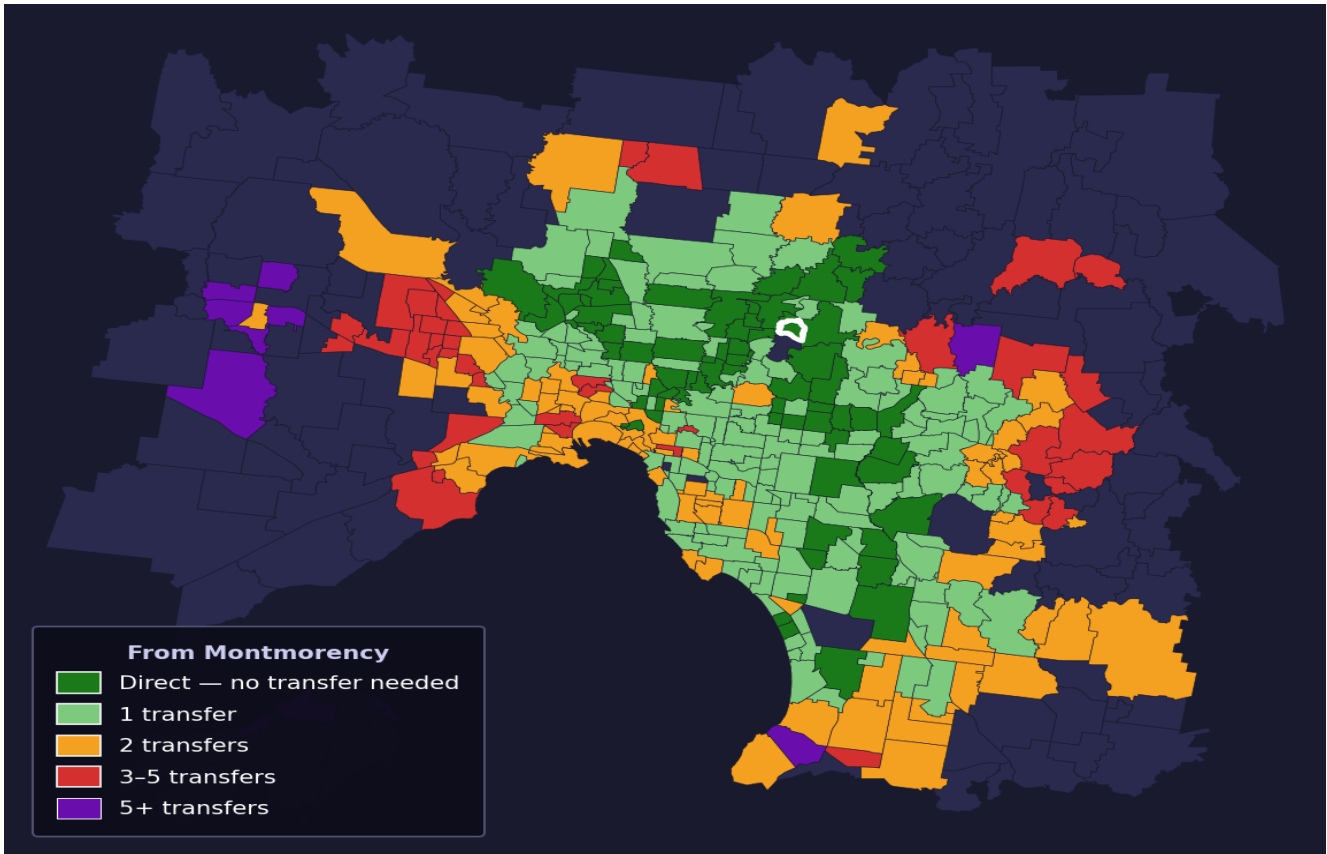 From Montmorency
Direct — no transfer needed
1 transfer
2 transfers
3–5 transfers
5+ transfers